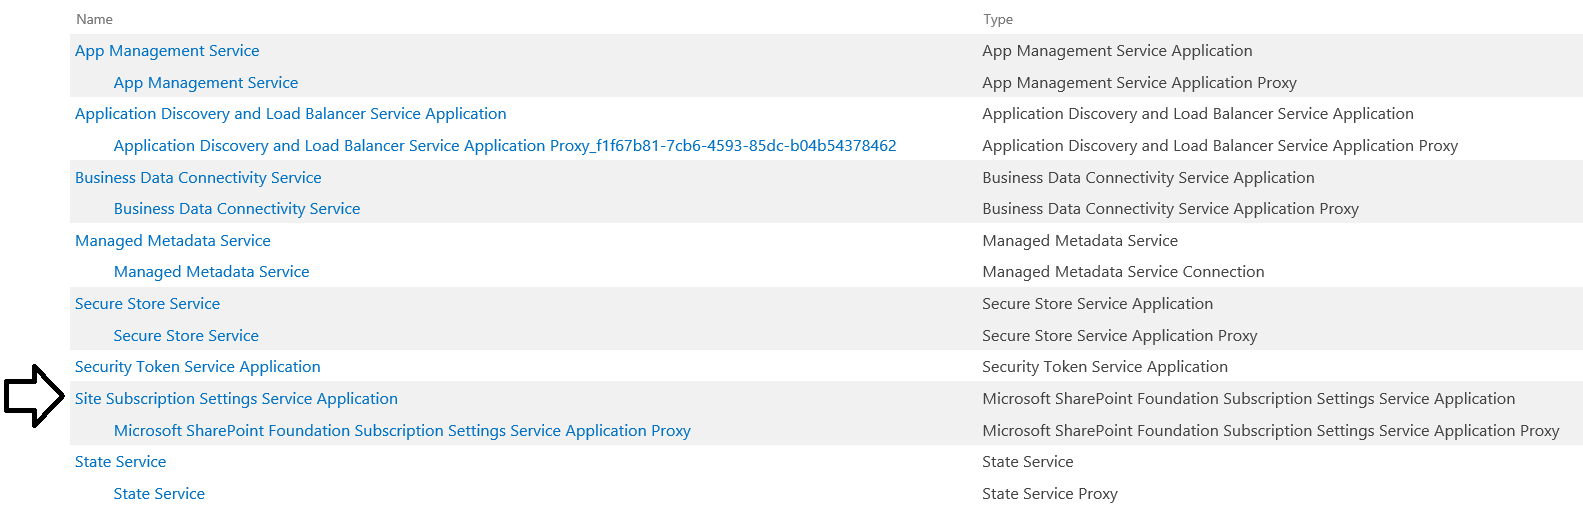 Name Type
App Management Service App Management Service Application
App Management Service App Management Service Application Proxy
Application Discovery and Load Balancer Service Application Application Discovery and Load Balancer Service Application
Application Discovery and Load Balancer Service Application Proxy_f1f67b81-7cb6-4593-85dc-b04b54378462 Application Discovery and Load Balancer Service Application Proxy
Business Data Connectivity Service Business Data Connectivity Service Application
Business Data Connectivity Service Business Data Connectivity Service Application Proxy
Managed Metadata Service Managed Metadata Service
Managed Metadata Service Managed Metadata Service Connection
Secure Store Service Secure Store Service Application
Secure Store Service Secure Store Service Application Proxy
Security Token Service Application Security Token Service Application
Site Subscription Settings Service Application Microsoft SharePoint Foundation Subscription Settings Service Application
Microsoft SharePoint Foundation Subscription Settings Service Application Proxy Microsoft SharePoint Foundation Subscription Settings Service Application Proxy
State Service State Service
State Service State Service Proxy